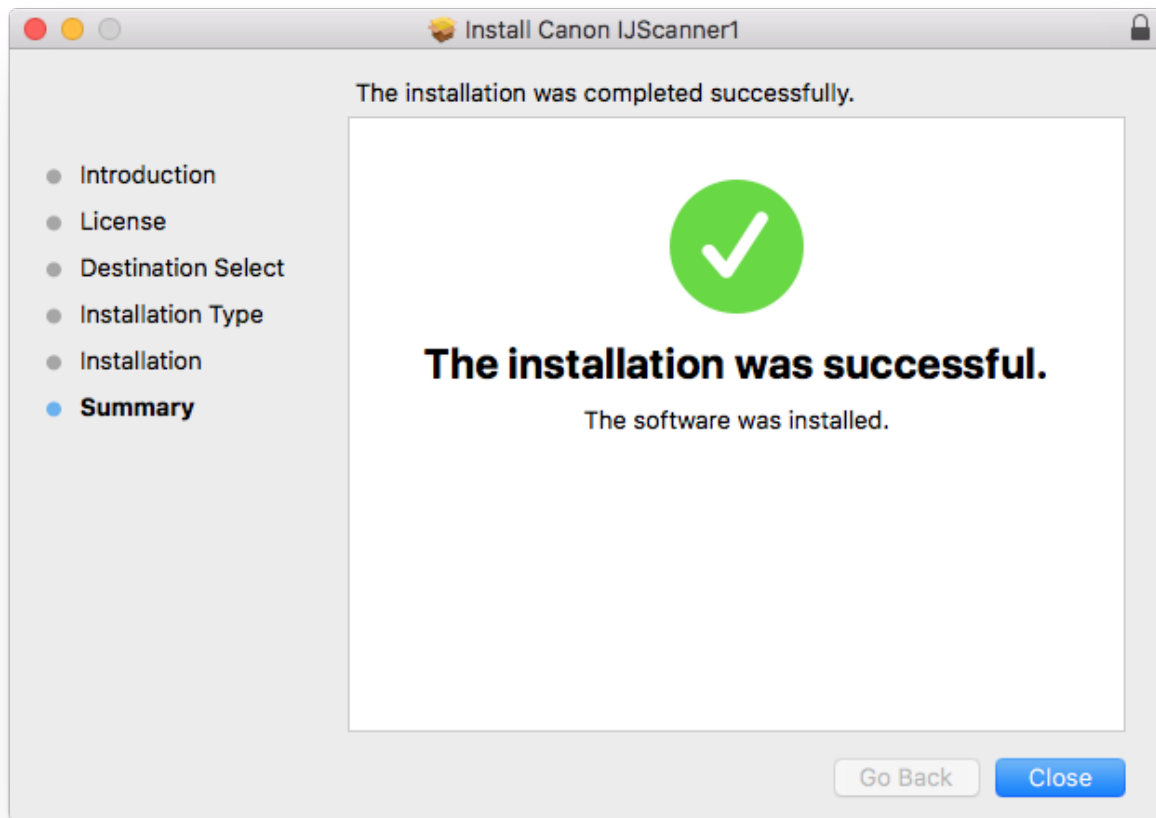 Install Canon IJScanner1
The installation was completed successfully.
Introduction
License
Destination Select
Installation Type
Installation
Summary
The installation was successful.
The software was installed.
Go Back
Close